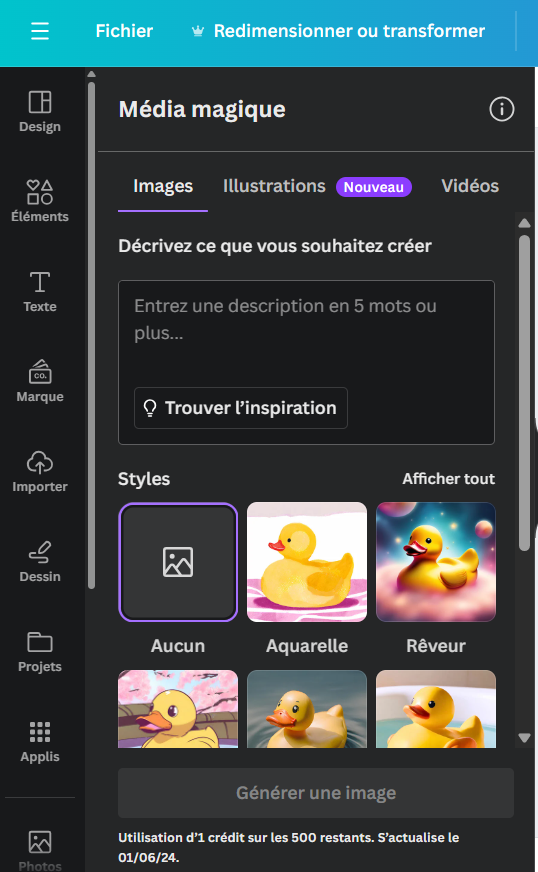 Fichier
Redimensionner ou transformer
Design
Éléments
Texte
CO.
Marque
Importer
Dessin
Projets
Applis
Photos
Média magique
Images
Illustrations
Nouveau
Vidéos
Décrivez ce que vous souhaitez créer
Entrez une description en 5 mots ou
plus...
Trouver l’inspiration
Styles
Afficher tout
Aucun
Aquarelle
Rêveur
Générer une image
Utilisation d’1 crédit sur les 500 restants. S’actualise le
01/06/24.